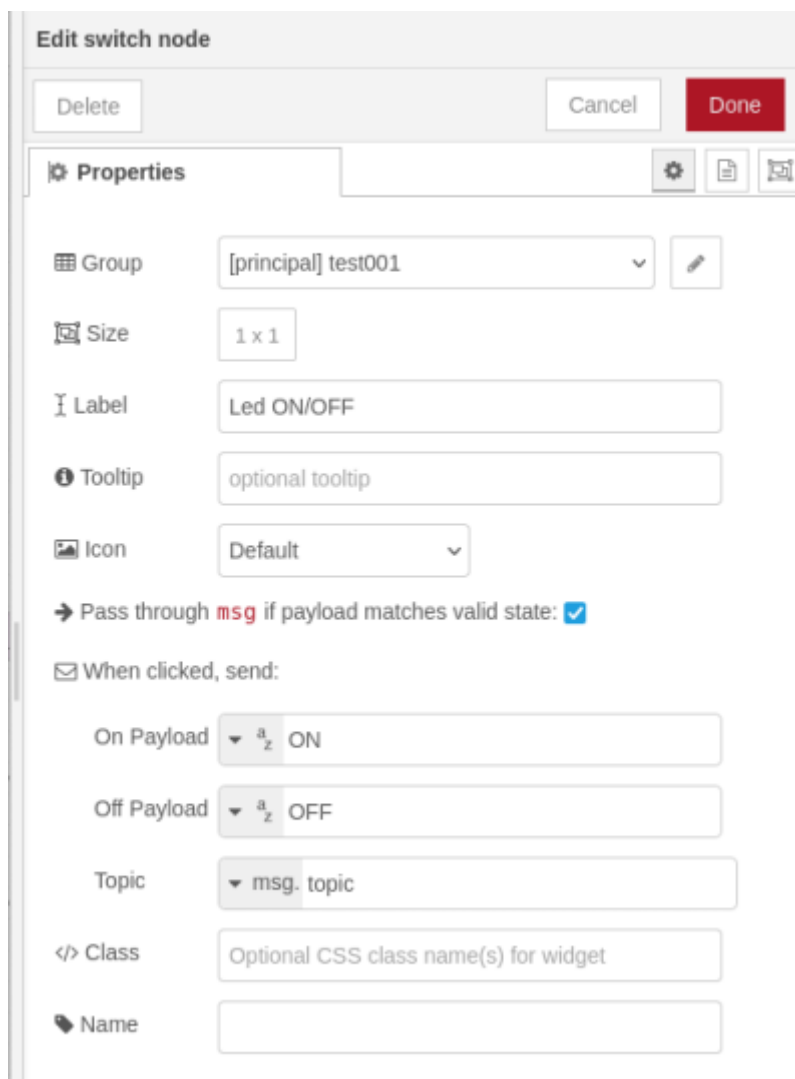 Edit switch node
Delete Cancel Done
Properties
Group [principal] test001
Size 1 x 1
Label Led ON/OFF
Tooltip optional tooltip
Icon Default
Pass through msg if payload matches valid state:
When clicked, send:
On Payload az ON
Off Payload az OFF
Topic msg. topic
</> Class Optional CSS class name(s) for widget
Name